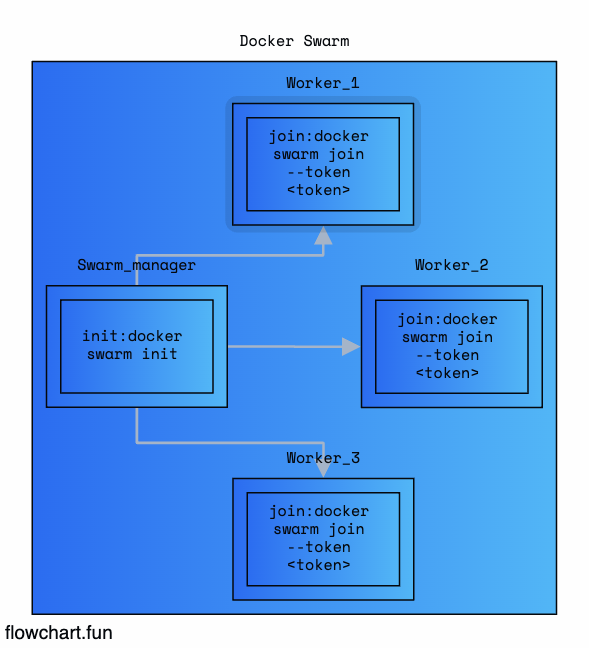 Docker Swarm
Worker_1
join:docker
swarm join
--token
<token>
Swarm_manager
init:docker
swarm init
Worker_2
join:docker
swarm join
--token
<token>
Worker_3
join:docker
swarm join
--token
<token>
flowchart.fun